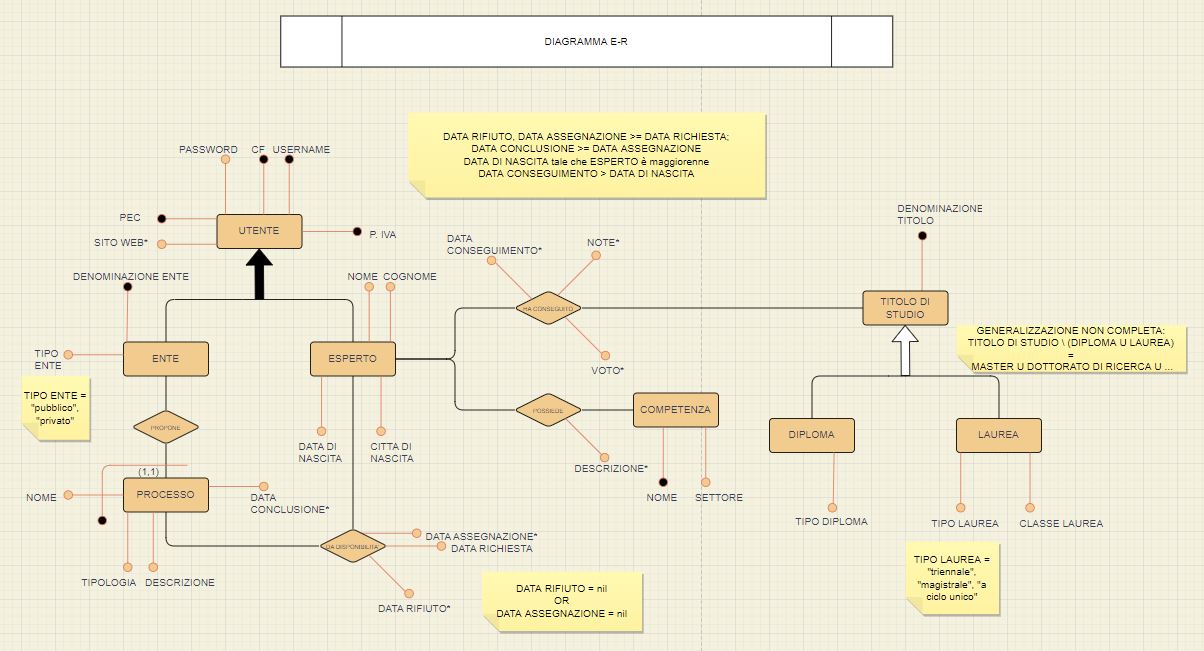 DIAGRAMMA E-R
DATA RIFIUTO, DATA ASSEGNAZIONE >= DATA RICHIESTA;
DATA CONCLUSIONE >= DATA ASSEGNAZIONE
DATA DI NASCITA tale che ESPERTO è maggiorenne
DATA CONSEGUIMENTO > DATA DI NASCITA
PASSWORD
CF
USERNAME
PEC
SITO WEB*
UTENTE
P. IVA
DENOMINAZIONE ENTE
NOME
COGNOME
DATA
CONSEGUIMENTO*
NOTE*
DENOMINAZIONE
TITOLO
HA CONSEGUITO
TITOLO DI
STUDIO
TIPO
ENTE
ENTE
ESPERTO
VOTO*
GENERALIZZAZIONE NON COMPLETA:
TITOLO DI STUDIO \ (DIPLOMA U LAUREA)
=
MASTER U DOTTORATO DI RICERCA U ...
TIPO ENTE =
"pubblico",
"privato"
PROPONE
DATA DI
NASCITA
CITTA DI
NASCITA
POSSIEDE
COMPETENZA
DESCRIZIONE*
NOME
SETTORE
DIPLOMA
LAUREA
TIPO DIPLOMA
TIPO LAUREA
CLASSE LAUREA
TIPO LAUREA =
"triennale",
"magistrale", "a
ciclo unico"
(1,1)
NOME
PROCESSO
DATA
CONCLUSIONE*
TIPOLOGIA
DESCRIZIONE
DA DISPONIBILITA'
DATA ASSEGNAZIONE*
DATA RICHIESTA
DATA RIFIUTO*
DATA RIFIUTO = nil
OR
DATA ASSEGNAZIONE = nil